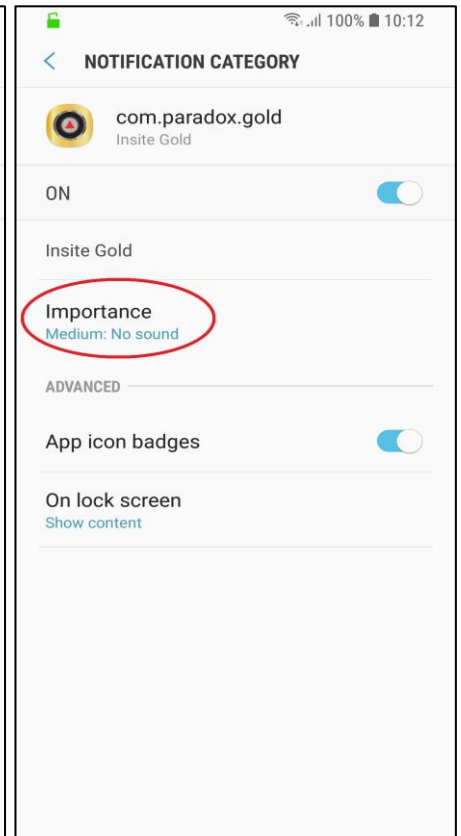 100% 10:12
NOTIFICATION CATEGORY
com.paradox.gold
Insite Gold
ON
Insite Gold
Importance
Medium: No sound
ADVANCED
App icon badges
On lock screen
Show content